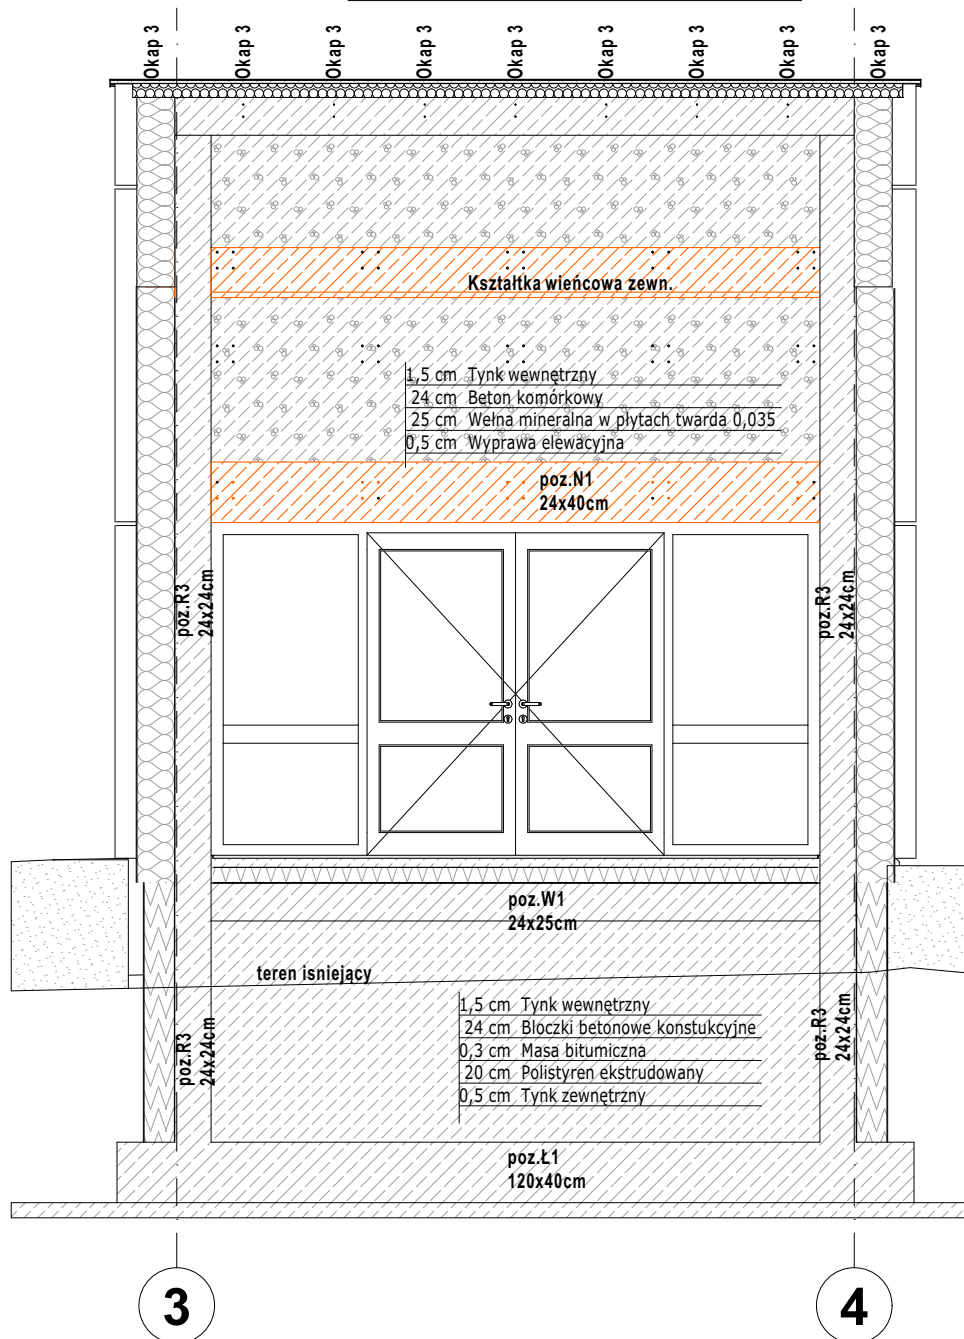 Okap 3
Okap 3
Okap 3
Okap 3
Okap 3
Okap 3
Okap 3
Okap 3
Okap 3
Kształtka wieńcowa zewn.
1,5 cm Tynk wewnętrzny
24 cm Beton komórkowy
25 cm Wełna mineralna w płytach twarda 0,035
0,5 cm Wyprawa elewacyjna
poz.N1
24x40cm
poz.R3
24x24cm
poz.R3
24x24cm
poz.W1
24x25cm
teren isniejący
1,5 cm Tynk wewnętrzny
24 cm Bloczki betonowe konstukcyjne
0,3 cm Masa bitumiczna
20 cm Polistyren ekstrudowany
0,5 cm Tynk zewnętrzny
poz.R3
24x24cm
poz.R3
24x24cm
poz.Ł1
120x40cm
3
4